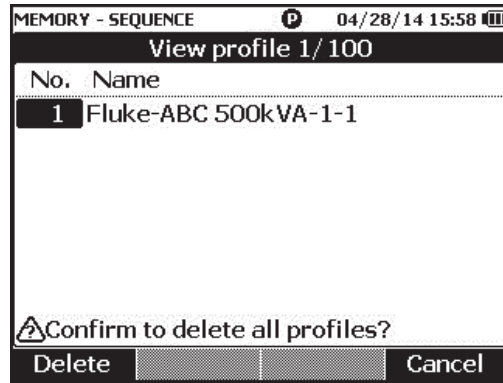 MEMORY - SEQUENCE P 04/28/14 15:58
View profile 1/100
No. Name
1 Fluke-ABC 500kVA-1-1
Confirm to delete all profiles?
Delete Cancel